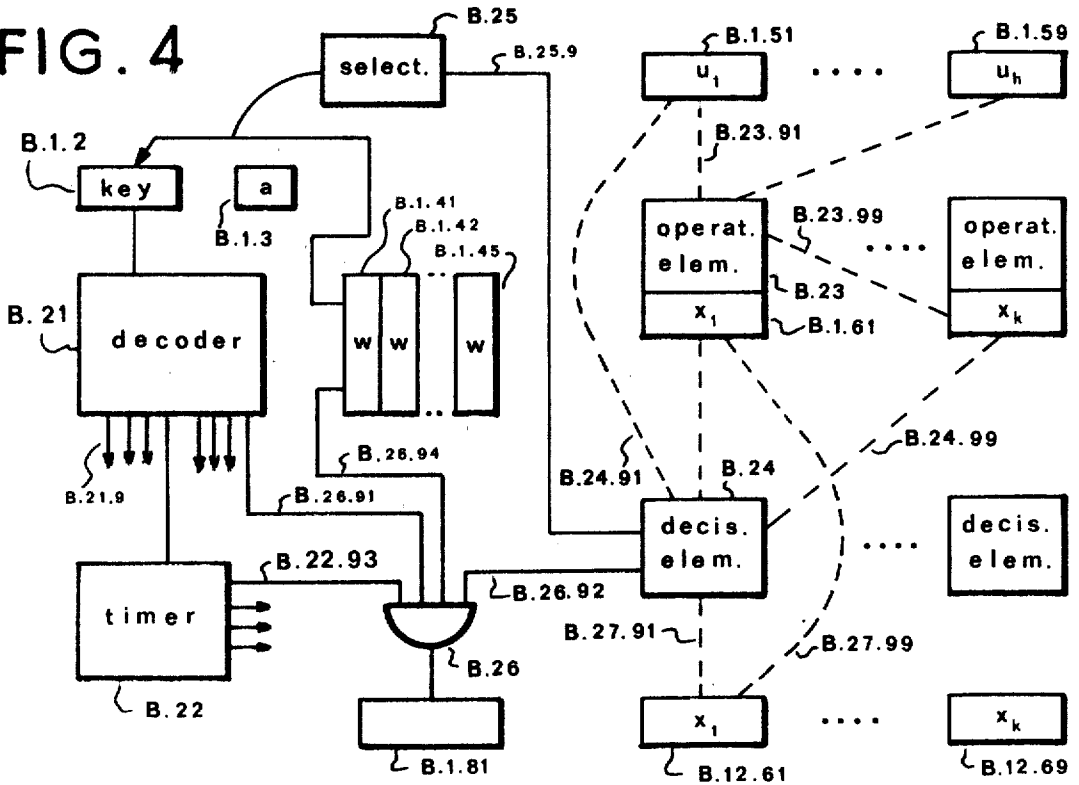 FIG. 4
B.25
select.
B.25.9
B.1.51
u1
. . . .
B.1.59
uh
B.1.2
key
a
B.1.3
B.23.91
B.1.41
B.1.42
B.1.45
operat.
elem.
x1
B.23
B.1.61
B.23.99
. . . .
operat.
elem.
xk
B.21
decoder
w
w
w
B.21.9
B.26.94
B.26.91
B.24.91
B.24
B.24.99
decis.
elem.
. . . .
decis.
elem.
B.22.93
timer
B.22
B.26.92
B.26
B.27.91
B.27.99
B.1.81
x1
. . . .
xk
B.12.61
B.12.69